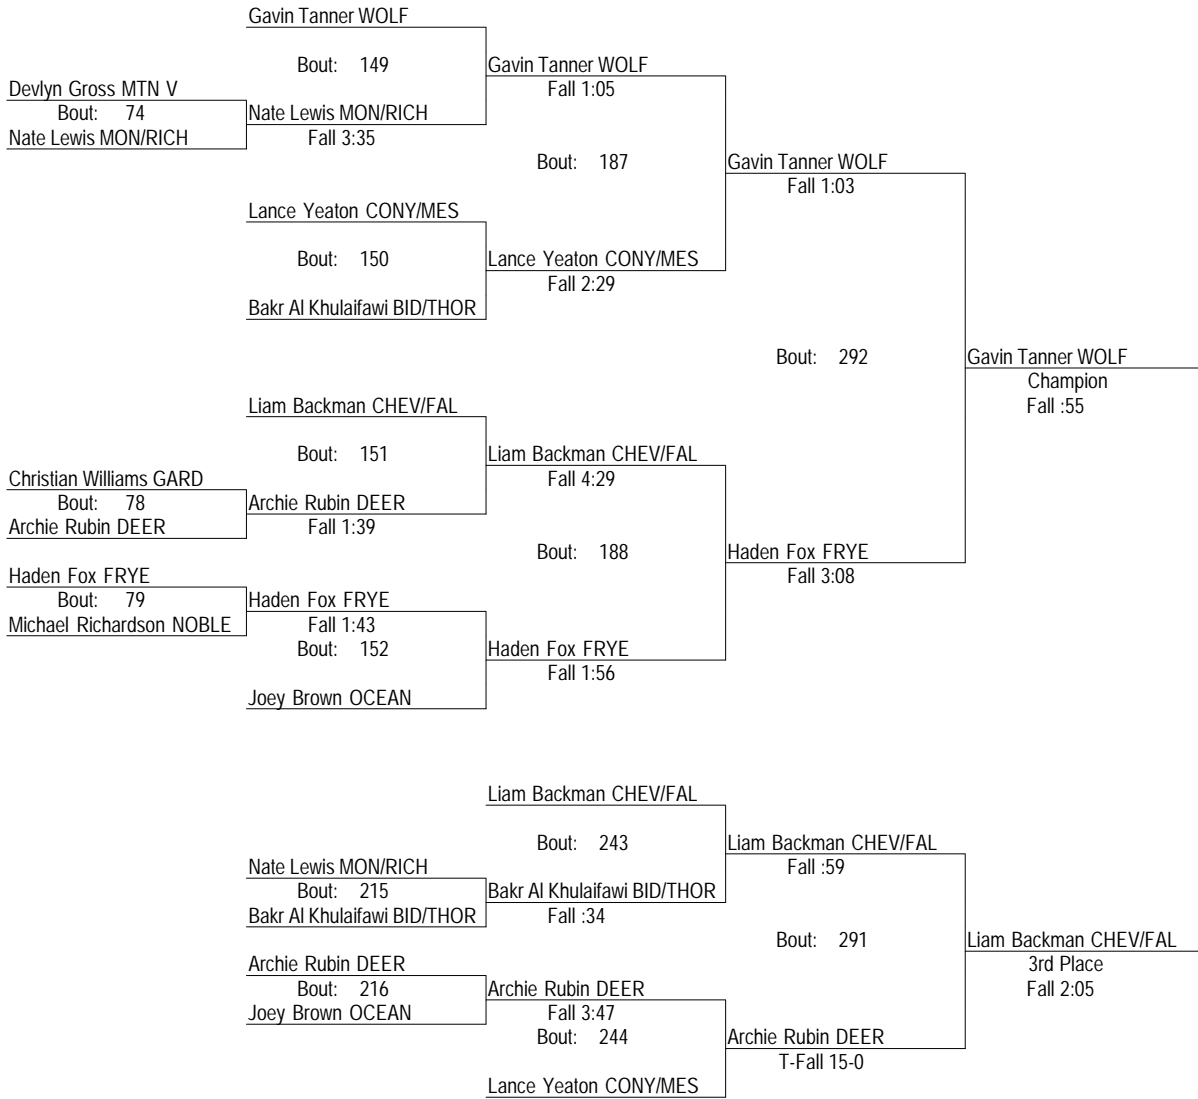 Gavin Tanner WOLF
Bout: 149
Gavin Tanner WOLF
Fall 1:05
Devlyn Gross MTN V
Bout: 74
Nate Lewis MON/RICH
Nate Lewis MON/RICH
Fall 3:35
Bout: 187
Gavin Tanner WOLF
Fall 1:03
Lance Yeaton CONY/MES
Bout: 150
Lance Yeaton CONY/MES
Fall 2:29
Bakr Al Khulaifawi BID/THOR
Bout: 292
Gavin Tanner WOLF
Champion
Fall :55
Liam Backman CHEV/FAL
Bout: 151
Liam Backman CHEV/FAL
Fall 4:29
Christian Williams GARD
Bout: 78
Archie Rubin DEER
Archie Rubin DEER
Fall 1:39
Bout: 188
Haden Fox FRYE
Fall 3:08
Haden Fox FRYE
Bout: 79
Michael Richardson NOBLE
Haden Fox FRYE
Fall 1:43
Bout: 152
Haden Fox FRYE
Fall 1:56
Joey Brown OCEAN
Liam Backman CHEV/FAL
Bout: 243
Liam Backman CHEV/FAL
Fall :59
Nate Lewis MON/RICH
Bout: 215
Bakr Al Khulaifawi BID/THOR
Bakr Al Khulaifawi BID/THOR
Fall :34
Bout: 291
Liam Backman CHEV/FAL
3rd Place
Fall 2:05
Archie Rubin DEER
Bout: 216
Joey Brown OCEAN
Archie Rubin DEER
Fall 3:47
Bout: 244
Archie Rubin DEER
T-Fall 15-0
Lance Yeaton CONY/MES